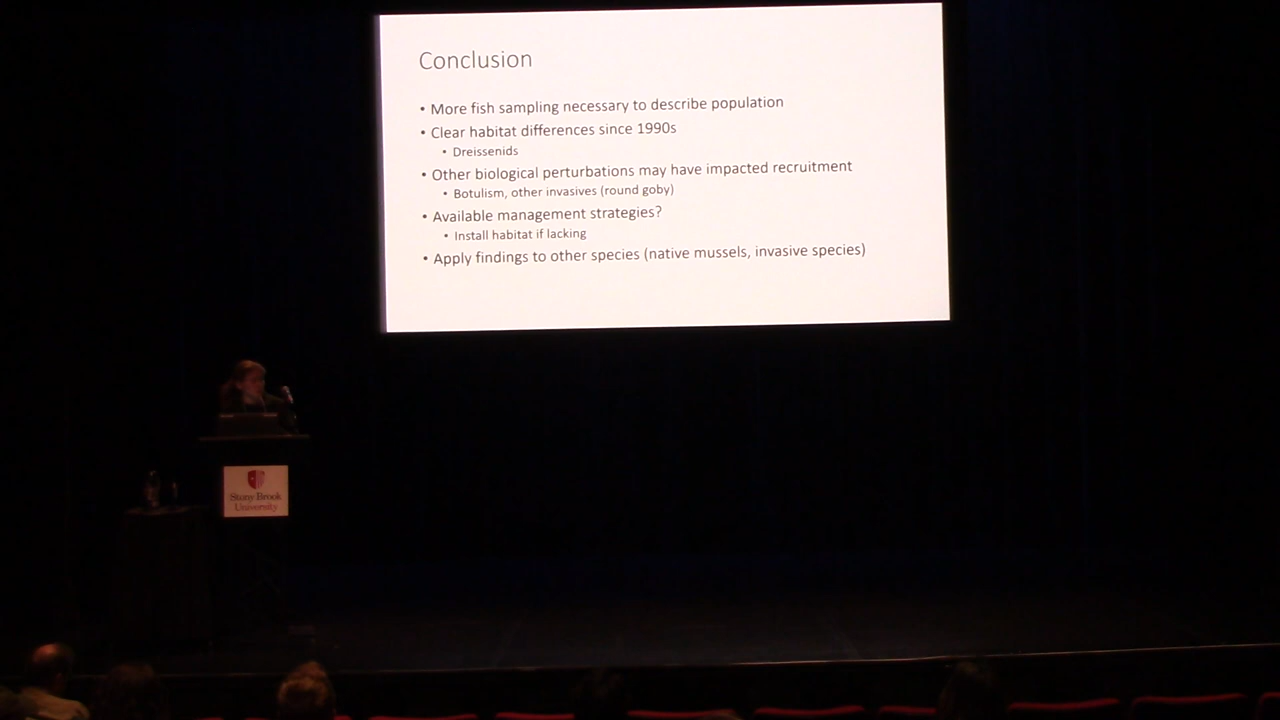 Conclusion
• More fish sampling necessary to describe population
• Clear habitat differences since 1990s
• Dreissenids
• Other biological perturbations may have impacted recruitment
• Botulism, other invasives (round goby)
• Available management strategies?
• Install habitat if lacking
• Apply findings to other species (native mussels, invasive species)
Stony Brook
University